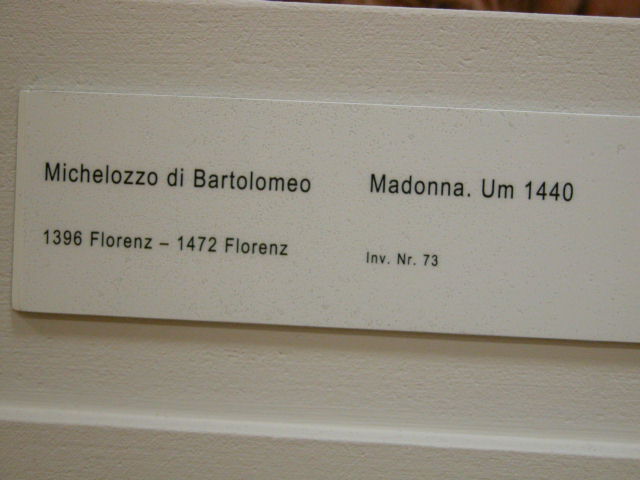 Michelozzo di Bartolomeo
1396 Florenz – 1472 Florenz
Madonna. Um 1440
Inv. Nr. 73